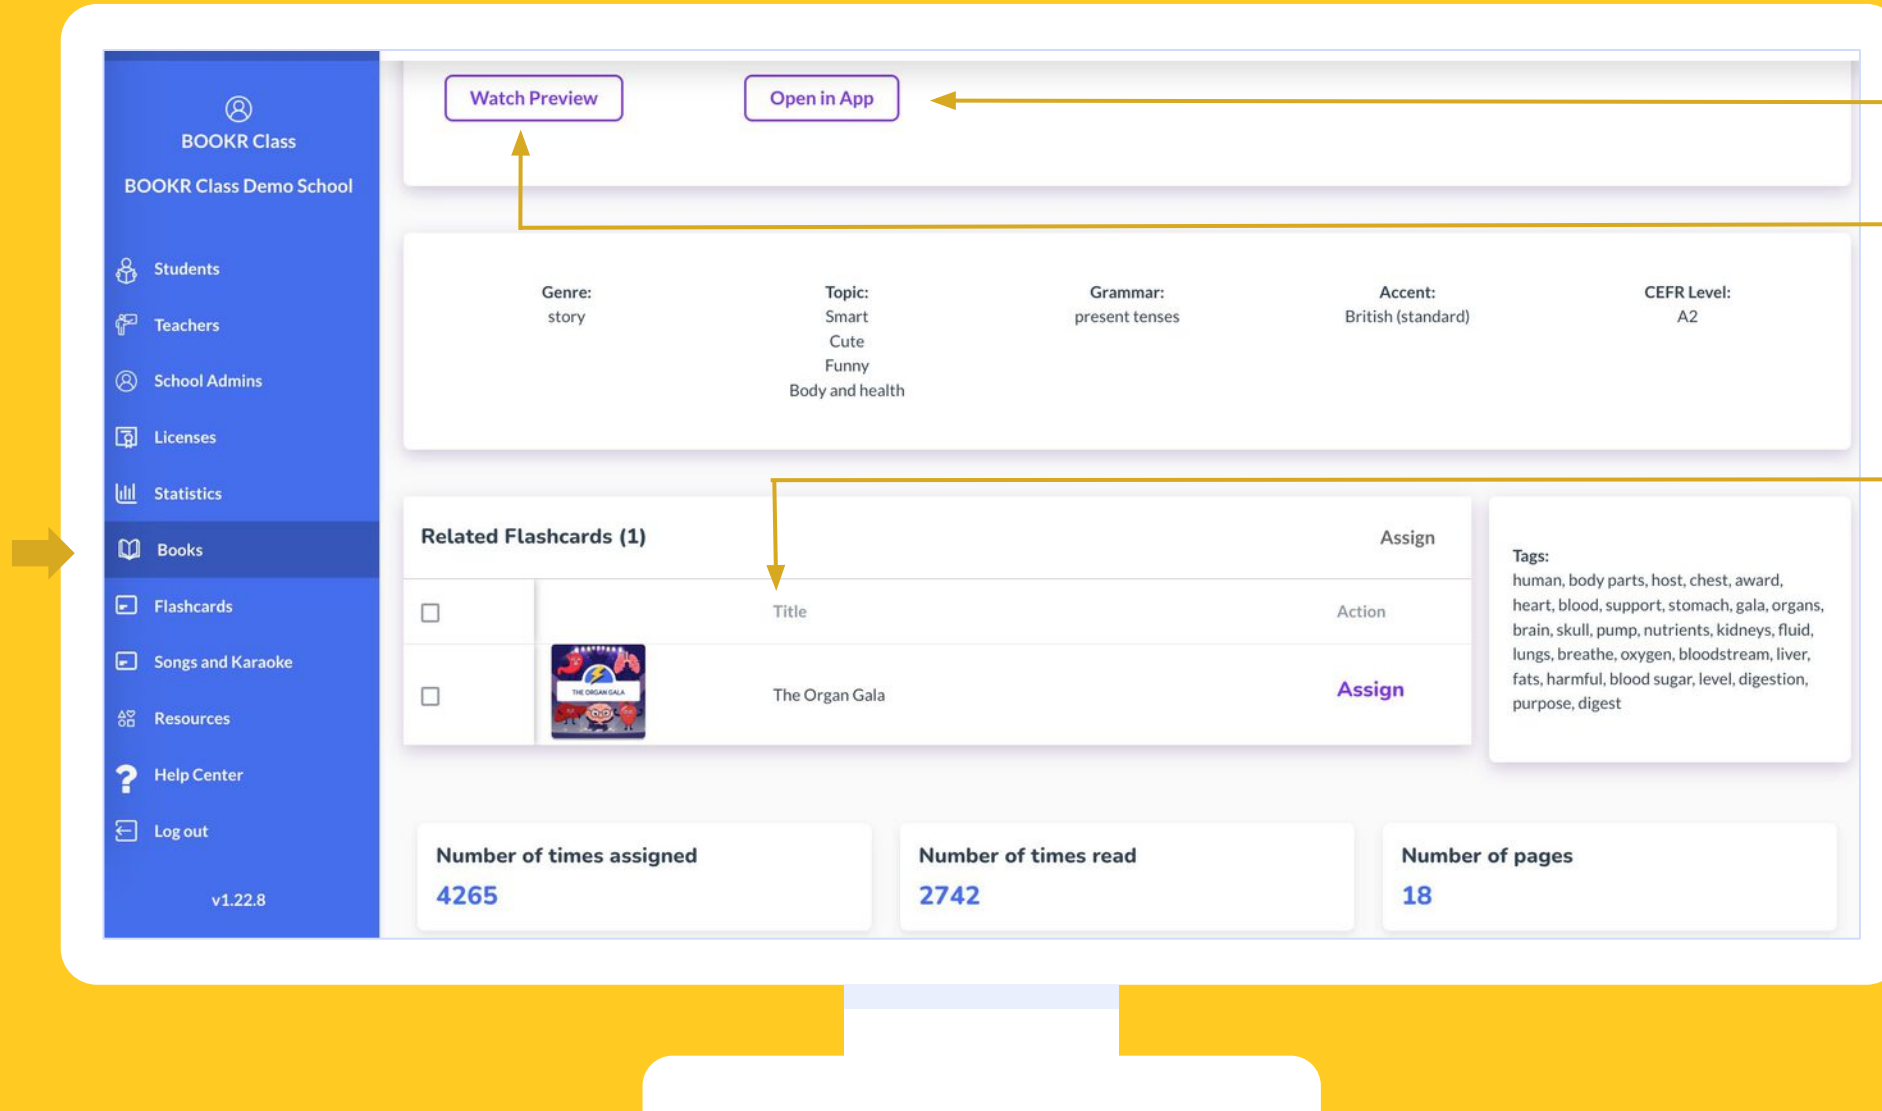 BOOKR Class
BOOKR Class Demo School
Students
Teachers
School Admins
Licenses
Statistics
Books
Flashcards
Songs and Karaoke
Resources
Help Center
Log out
v1.22.8
Watch Preview
Open in App
Genre:
story
Topic:
Smart
Cute
Funny
Body and health
Grammar:
present tenses
Accent:
British (standard)
CEFR Level:
A2
Related Flashcards (1)
Assign
Title
Action
THE ORGAN GALA
The Organ Gala
Assign
Tags:
human, body parts, host, chest, award,
heart, blood, support, stomach, gala, organs,
brain, skull, pump, nutrients, kidneys, fluid,
lungs, breathe, oxygen, bloodstream, liver,
fats, harmful, blood sugar, level, digestion,
purpose, digest
Number of times assigned
4265
Number of times read
2742
Number of pages
18